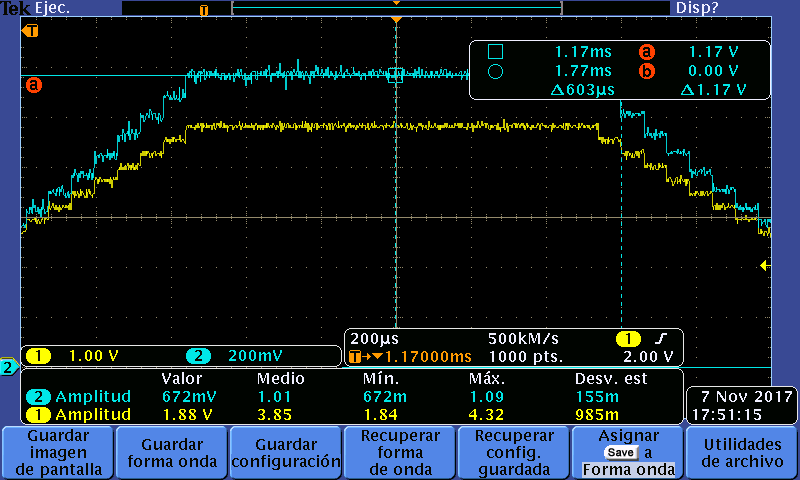 Tek Ejec. T Disp?
T
a
1.17ms a 1.17 V
1.77ms b 0.00 V
Δ603µs Δ1.17 V
2
1 1.00 V 2 200mV
200µs 500kM/s 1 ƒ
T→▼1.17000ms 1000 pts. 2.00 V
Valor Medio Mín. Máx. Desv. est
2 Amplitud 672mV 1.01 672m 1.09 155m
1 Amplitud 1.88 V 3.85 1.84 4.32 985m
7 Nov 2017
17:51:15
Guardar
imagen
de pantalla
Guardar
forma onda
Guardar
configuración
Recuperar
forma
de onda
Recuperar
config.
guardada
Asignar
Save a
Forma onda
Utilidades
de archivo